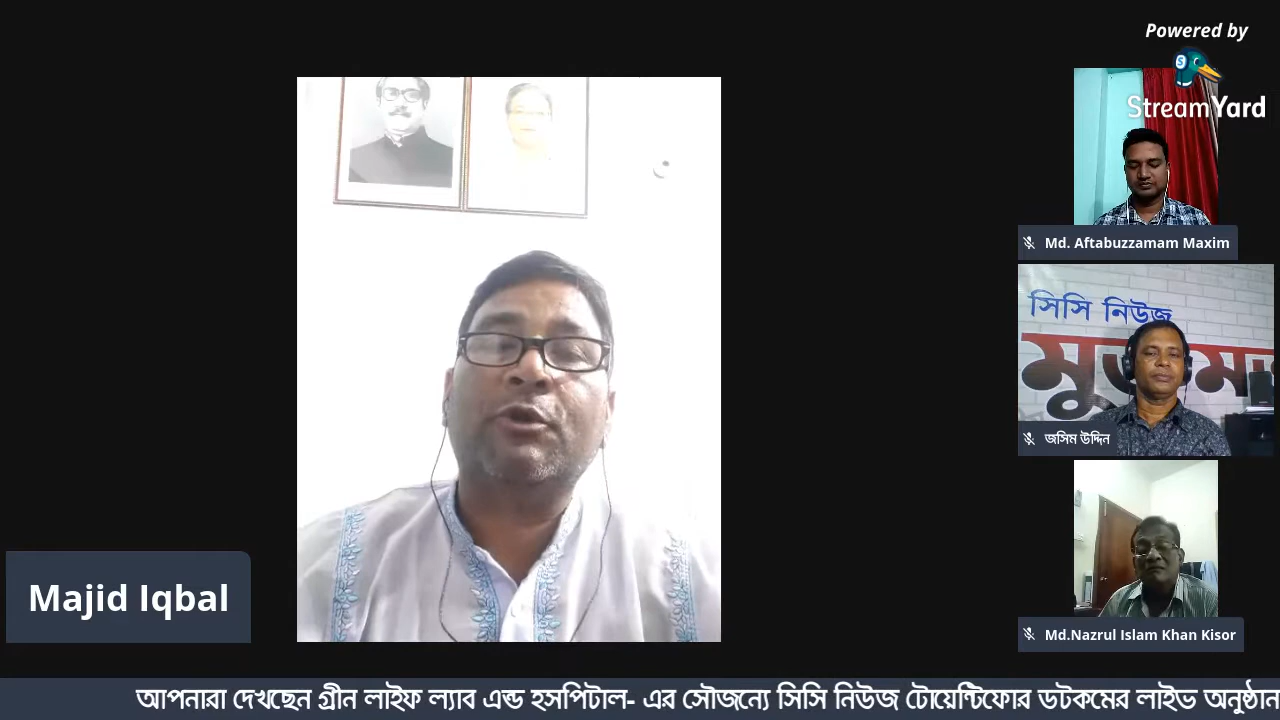 Powered by
StreamYard
Md. Aftabuzzamam Maxim
সিসি নিউজ
জসিম উদ্দিন
Majid Iqbal
Md.Nazrul Islam Khan Kisor
আপনারা দেখছেন গ্রীন লাইফ ল্যাব এন্ড হসপিটাল- এর সৌজন্যে সিসি নিউজ টোয়েন্টিফোর ডটকমের লাইভ অনুষ্ঠান